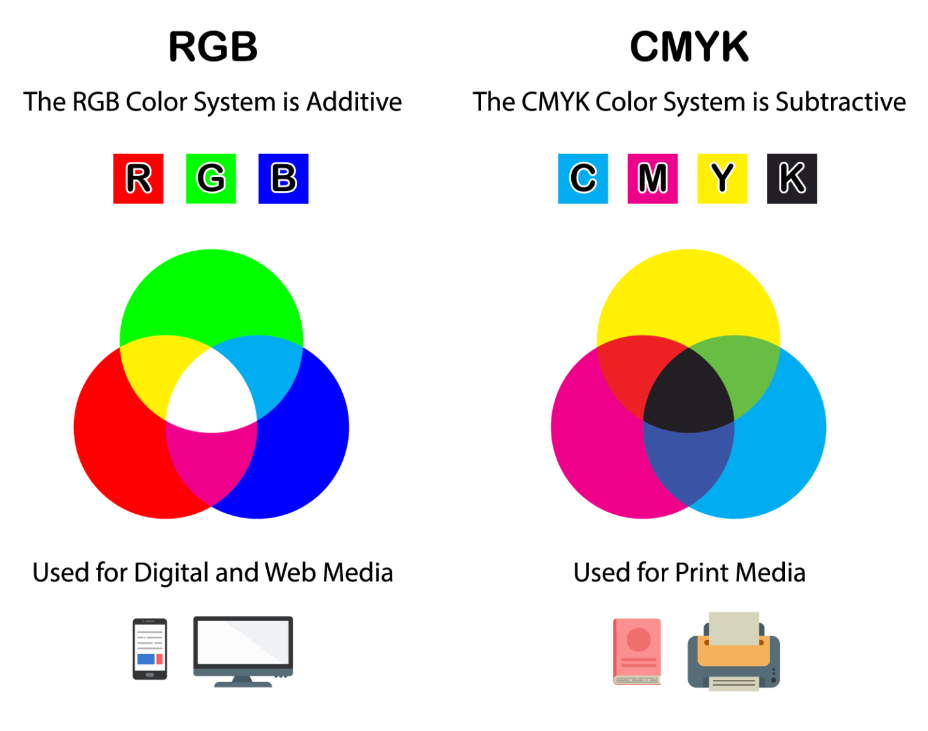 RGB
The RGB Color System is Additive
R G B
Used for Digital and Web Media
CMYK
The CMYK Color System is Subtractive
C M Y K
Used for Print Media